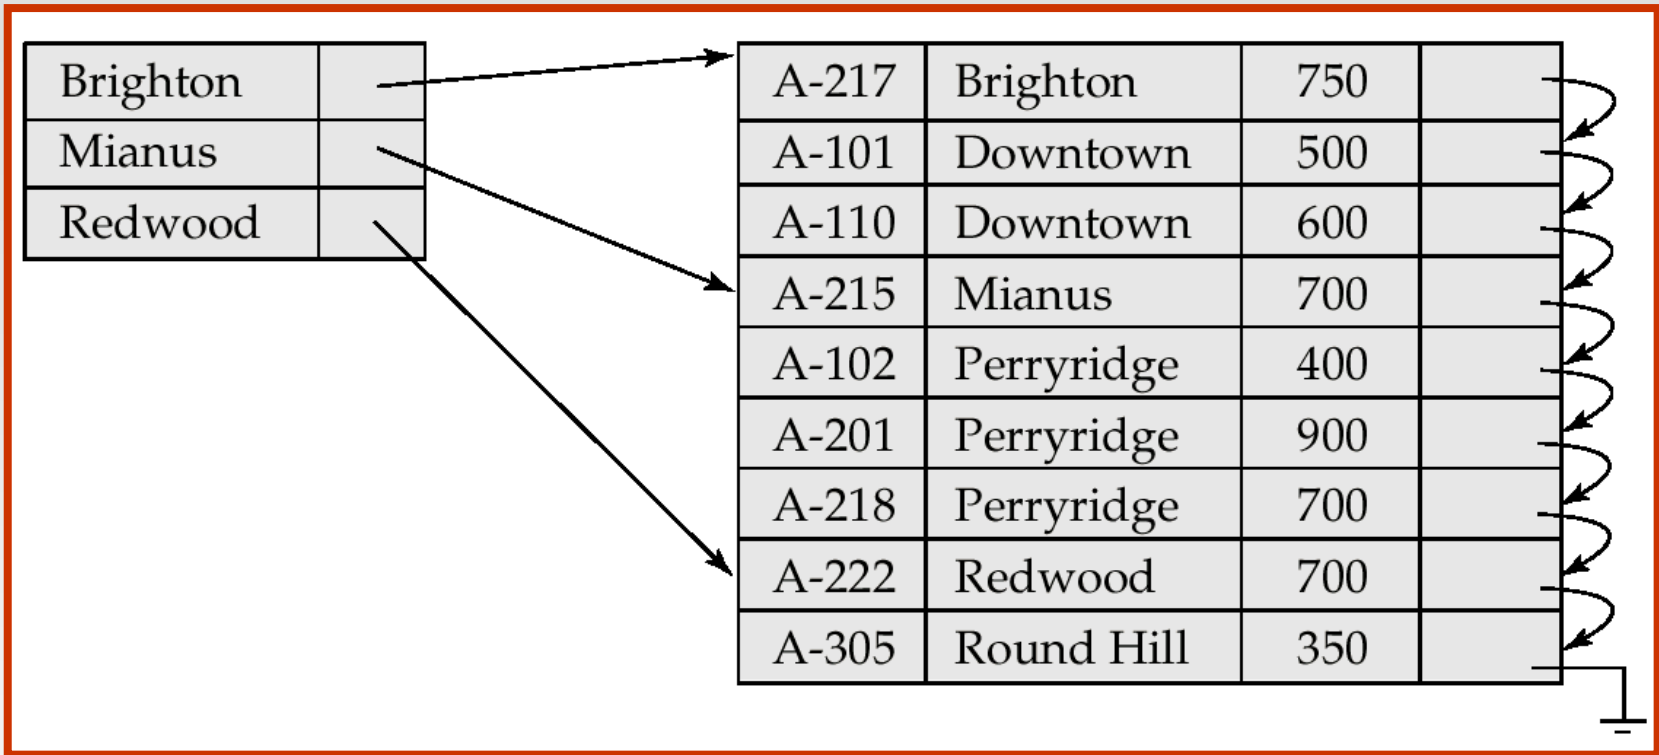 Brighton
Mianus
Redwood
A-217 Brighton 750
A-101 Downtown 500
A-110 Downtown 600
A-215 Mianus 700
A-102 Perryridge 400
A-201 Perryridge 900
A-218 Perryridge 700
A-222 Redwood 700
A-305 Round Hill 350